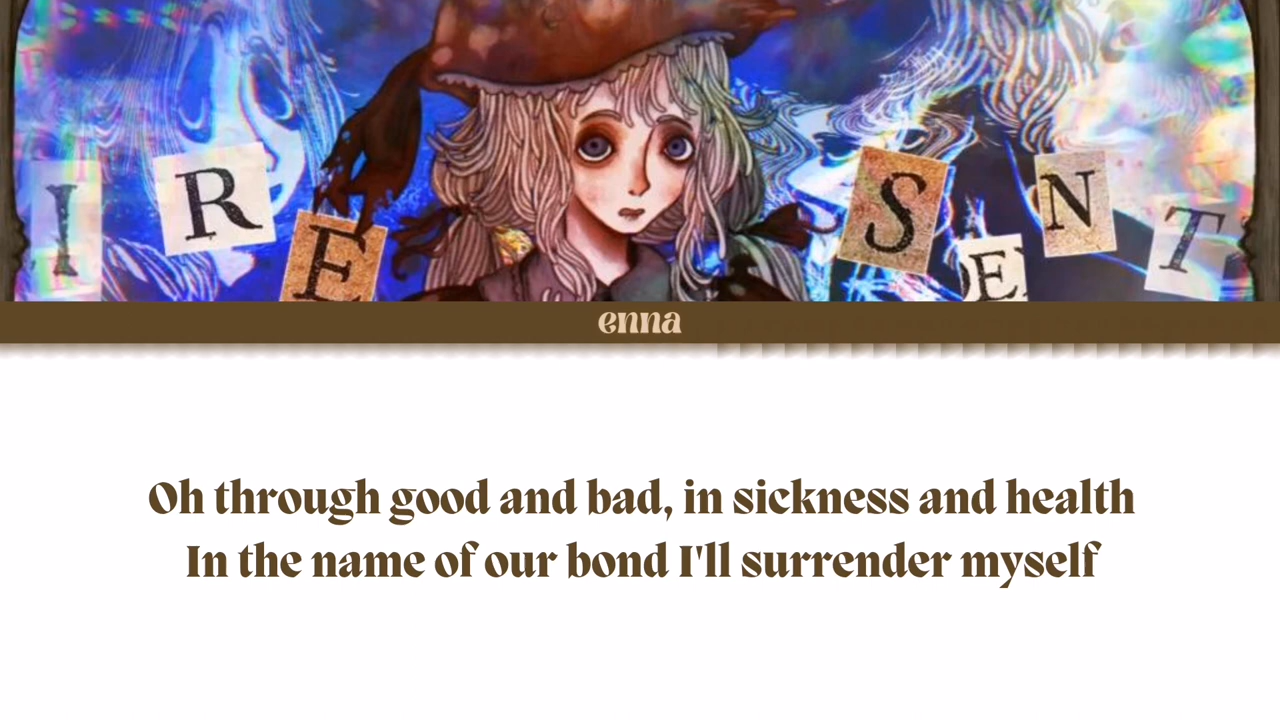 I RESENT
enna
Oh through good and bad, in sickness and health
In the name of our bond I'll surrender myself